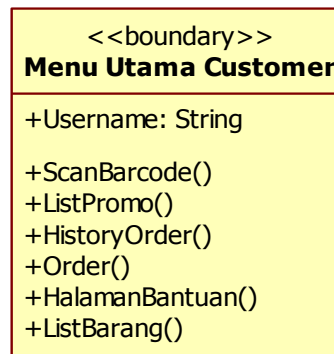 <<boundary>>
Menu Utama Customer
+Username: String
+ScanBarcode()
+ListPromo()
+HistoryOrder()
+Order()
+HalamanBantuan()
+ListBarang()